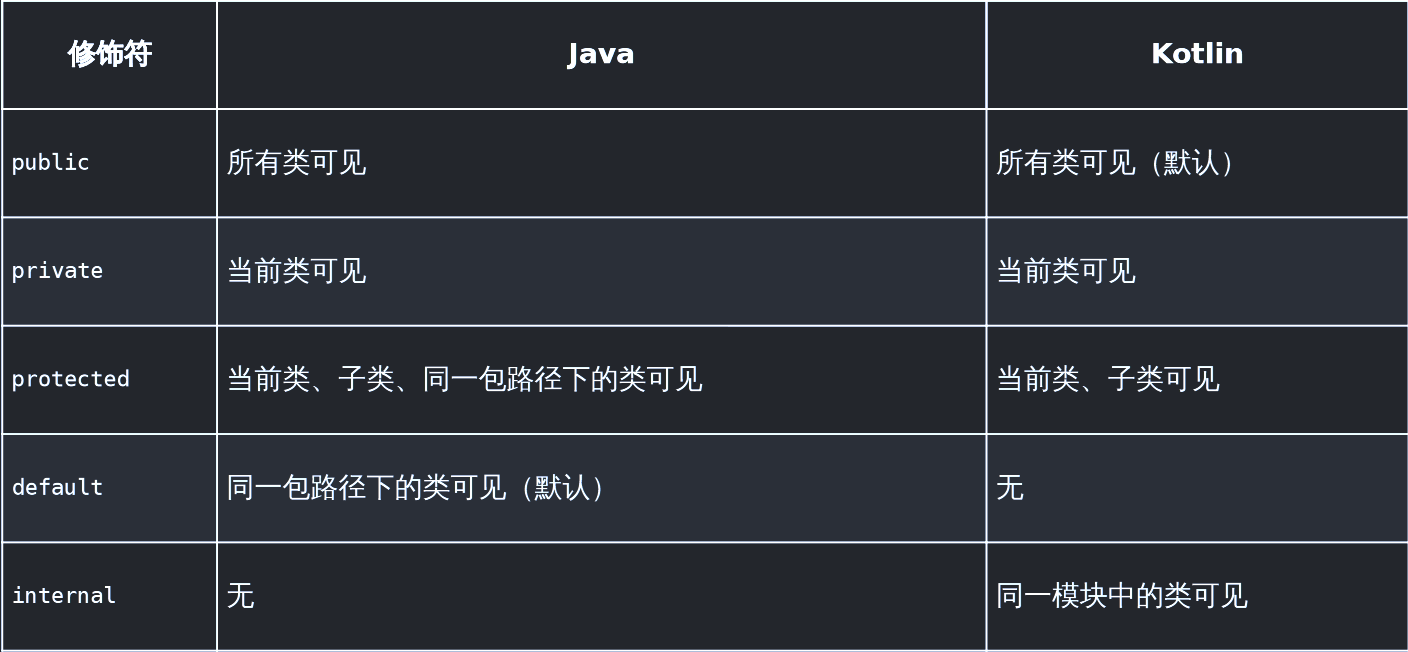 修饰符 Java Kotlin
public 所有类可见 所有类可见（默认）
private 当前类可见 当前类可见
protected 当前类、子类、同一包路径下的类可见 当前类、子类可见
default 同一包路径下的类可见（默认） 无
internal 无 同一模块中的类可见